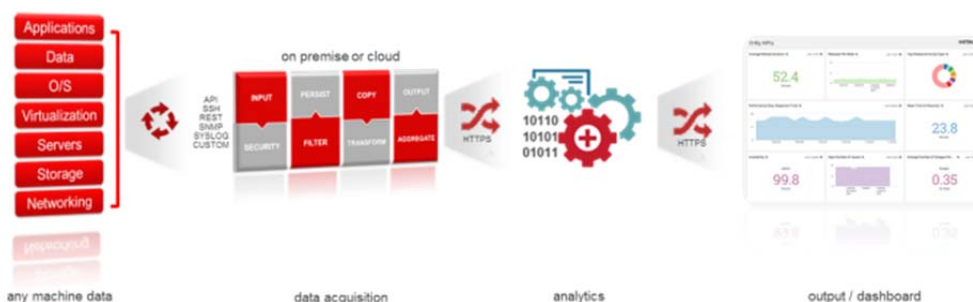 Applications
Data
O/S
Virtualization
Servers
Storage
Networking
any machine data
API
SSH
REST
SNMP
SYSLOG
CUSTOM
on premise or cloud
INPUT
PERSIST
COPY
OUTPUT
SECURITY
FILTER
TRANSFORM
AGGREGATE
data acquisition
HTTPS
10110
10101
01011
analytics
HTTPS
52.4
23.8
99.8
0.35
output / dashboard